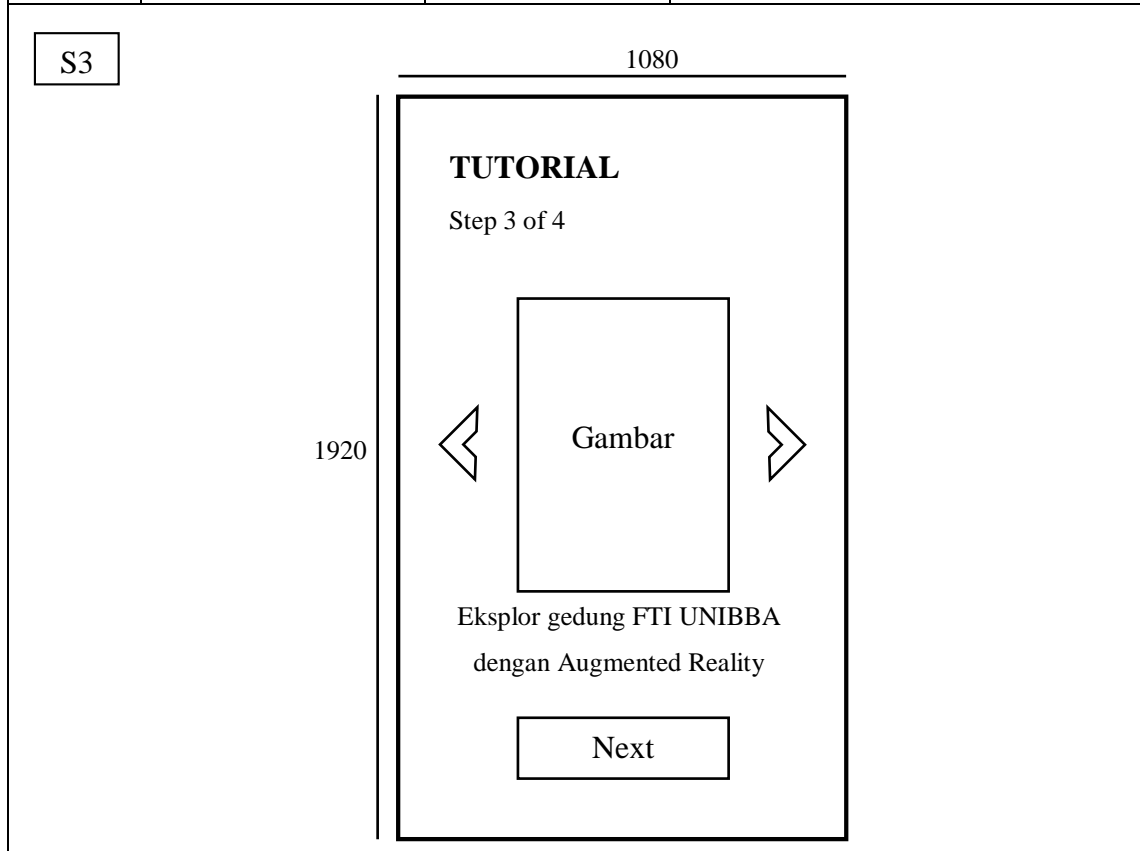 S3
1080
TUTORIAL
Step 3 of 4
1920
Gambar
Eksplor gedung FTI UNIBBA
dengan Augmented Reality
Next